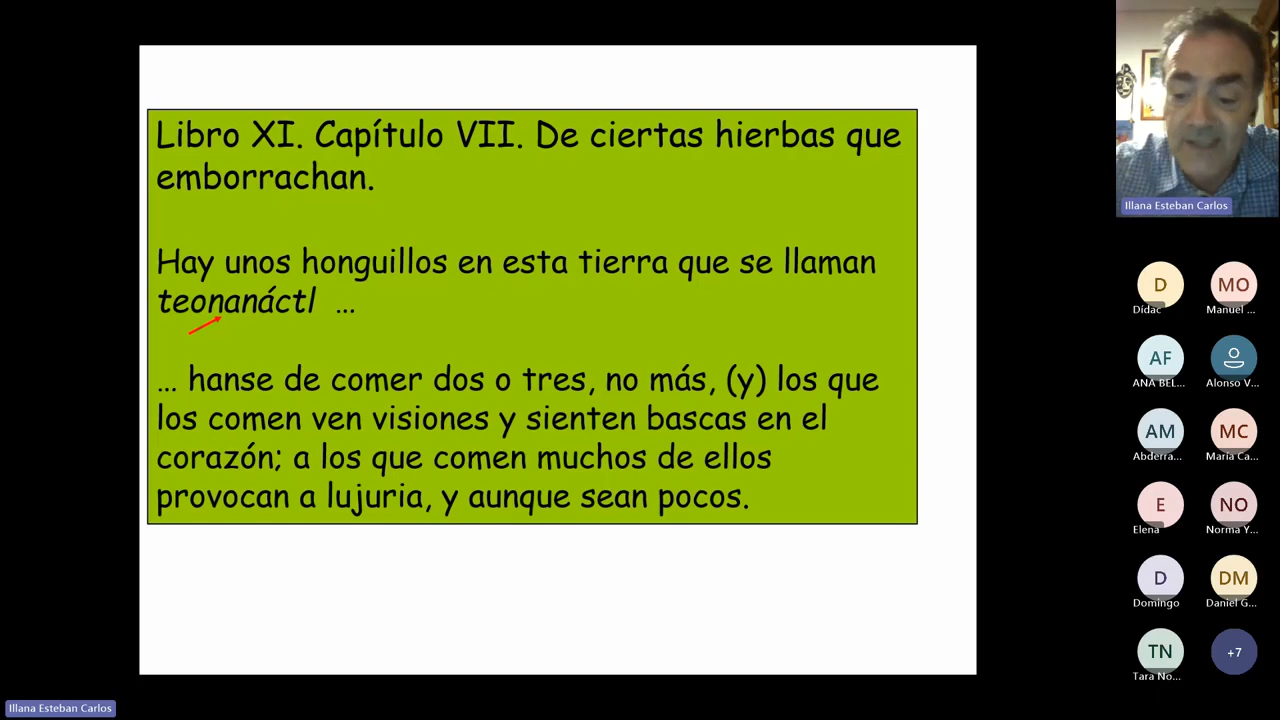 Libro XI. Capítulo VII. De ciertas hierbas que
emborrachan.
Hay unos honguillos en esta tierra que se llaman
teonanáctl ...
... hanse de comer dos o tres, no más, (y) los que
los comen ven visiones y sienten bascas en el
corazón; a los que comen muchos de ellos
provocan a lujuria, y aunque sean pocos.
Illana Esteban Carlos
D
Dídac
MO
Manuel ...
AF
ANA BEL...
Alonso V...
AM
Abderra...
MC
María Ca...
E
Elena
NO
Norma Y...
D
Domingo
DM
Daniel G...
TN
Tara No...
+7
Illana Esteban Carlos